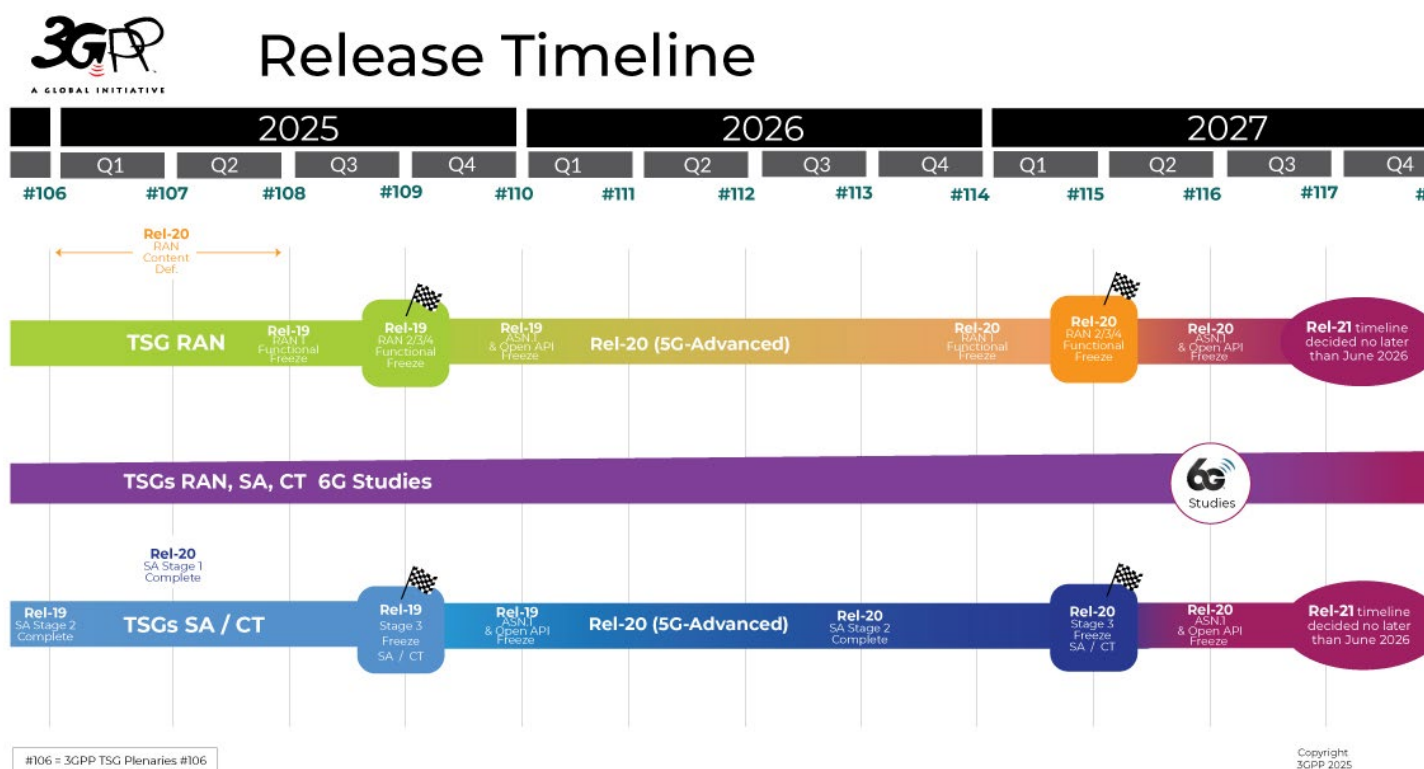 3GPP
A GLOBAL INITIATIVE
Release Timeline
2025 2026 2027
Q1 Q2 Q3 Q4 Q1 Q2 Q3 Q4 Q1 Q2 Q3 Q4
#106 #107 #108 #109 #110 #111 #112 #113 #114 #115 #116 #117 #
Rel-20
RAN
Content
Def.
TSG RAN
Rel-19
RAN 1
Functional
Freeze
Rel-19
RAN 2/3/4
Functional
Freeze
Rel-19
ASN.1
& Open API
Freeze
Rel-20 (5G-Advanced)
Rel-20
RAN 1
Functional
Freeze
Rel-20
RAN 2/3/4
Functional
Freeze
Rel-20
ASN.1
& Open API
Freeze
Rel-21 timeline
decided no later
than June 2026
TSGs RAN, SA, CT 6G Studies
6G
Studies
Rel-20
SA Stage 1
Complete
Rel-19
SA Stage 2
Complete
TSGs SA / CT
Rel-19
Stage 3
Freeze
SA / CT
Rel-19
ASN.1
& Open API
Freeze
Rel-20 (5G-Advanced)
Rel-20
SA Stage 2
Complete
Rel-20
Stage 3
Freeze
SA / CT
Rel-20
ASN.1
& Open API
Freeze
Rel-21 timeline
decided no later
than June 2026
#106 = 3GPP TSG Plenaries #106
Copyright
3GPP 2025